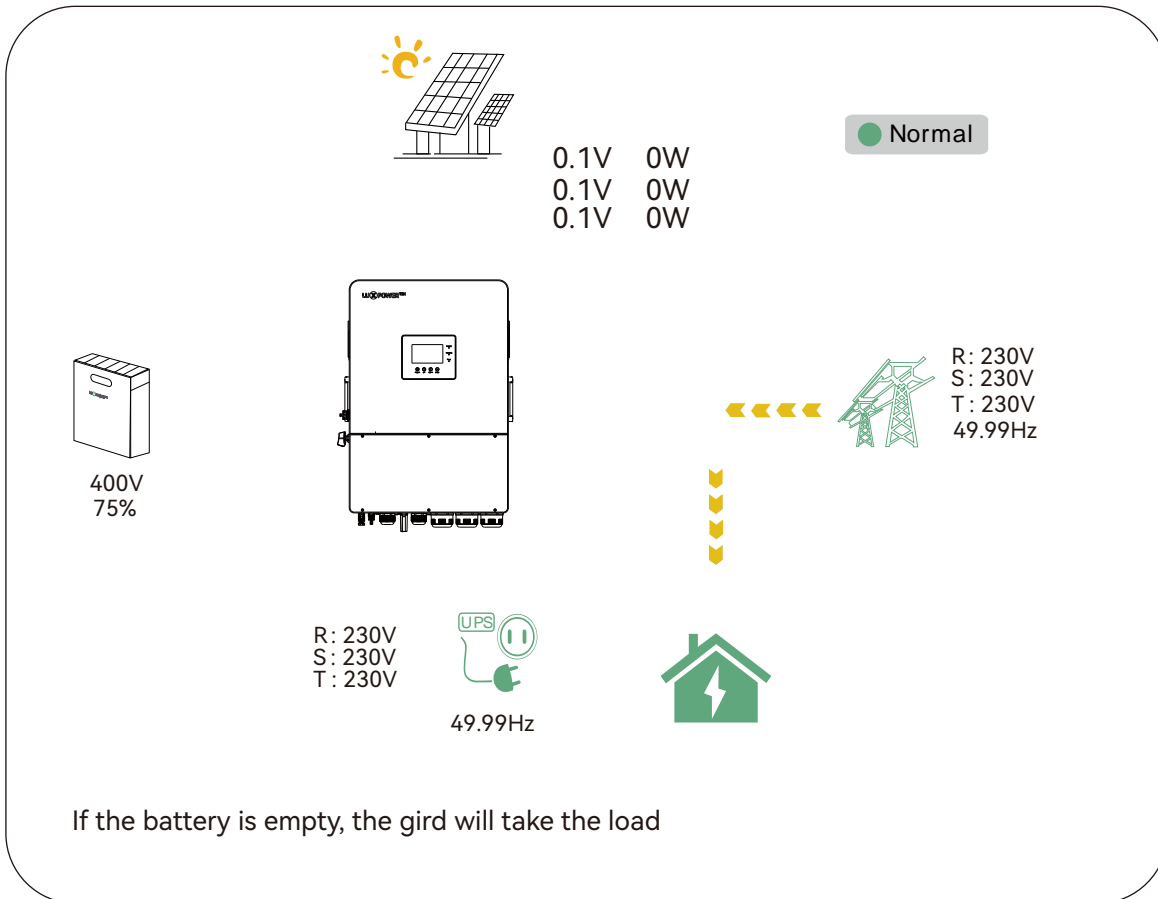 0.1V 0W
0.1V 0W
0.1V 0W
Normal
LUXPOWERTEK
R: 230V
S: 230V
T: 230V
49.99Hz
400V
75%
R: 230V
S: 230V
T: 230V
UPS
49.99Hz
If the battery is empty, the gird will take the load